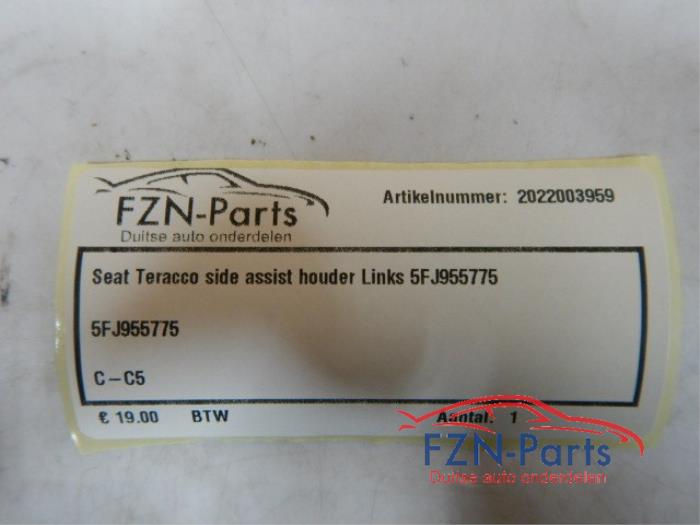 FZN-Parts
Duitse auto onderdelen
Artikelnummer: 2022003959
Seat Teracco side assist houder Links 5FJ955775
5FJ955775
C-C5
€ 19.00 BTW Aantal: 1
FZN-Parts
Duitse auto onderdelen